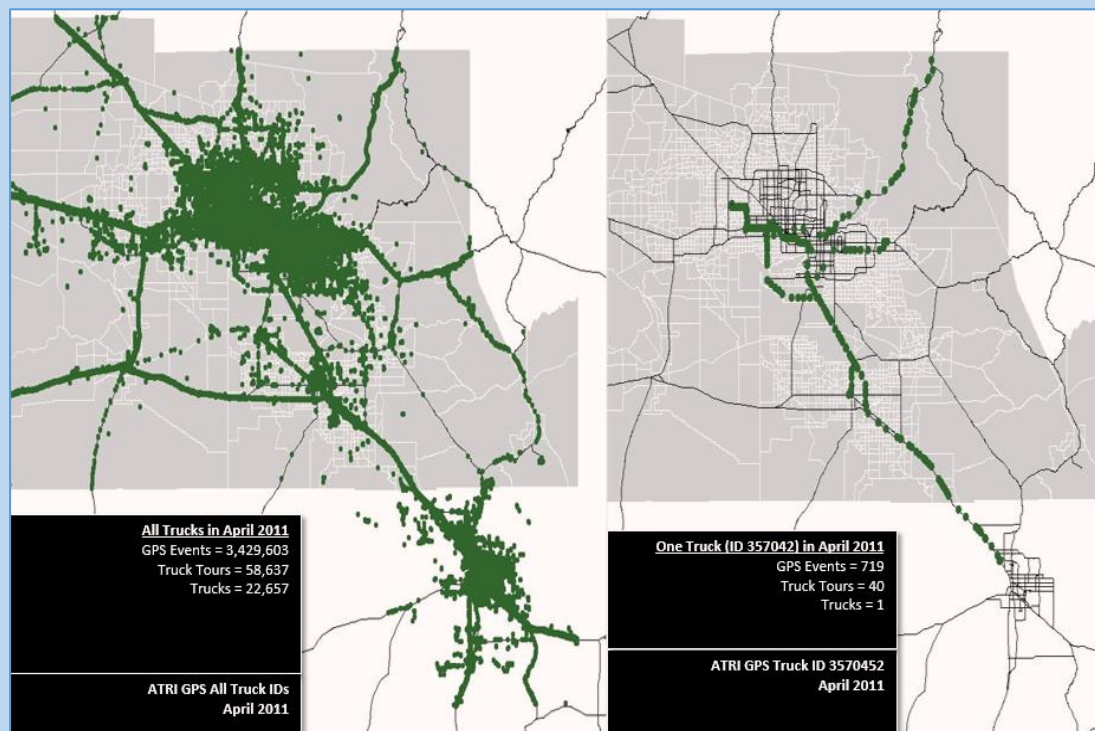 All Trucks in April 2011
GPS Events = 3,429,603
Truck Tours = 58,637
Trucks = 22,657
ATRI GPS All Truck IDs
April 2011
One Truck (ID 357042) in April 2011
GPS Events = 719
Truck Tours = 40
Trucks = 1
ATRI GPS Truck ID 3570452
April 2011